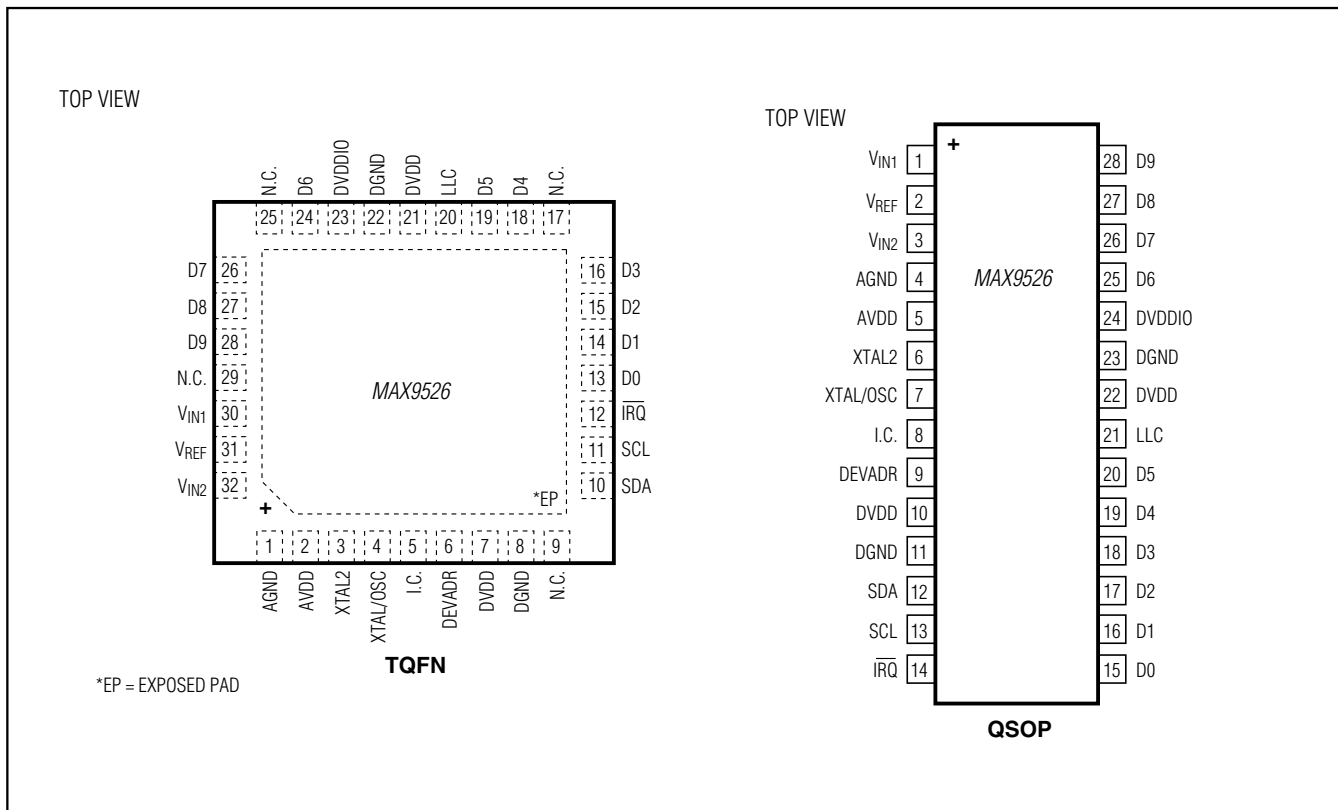 TOP VIEW
N.C.
D6
DVDDIO
DGND
DVDD
LLC
D5
D4
N.C.
25 24 23 22 21 20 19 18 17
D7 26
D8 27
D9 28
N.C. 29
VIN1 30
VREF 31
VIN2 32
16 D3
15 D2
14 D1
13 D0
12 IRQ
11 SCL
10 SDA
MAX9526
*EP
+
1 2 3 4 5 6 7 8 9
AGND
AVDD
XTAL2
XTAL/OSC
I.C.
DEVADR
DVDD
DGND
N.C.
TQFN
*EP = EXPOSED PAD
TOP VIEW
+
MAX9526
VIN1 1
VREF 2
VIN2 3
AGND 4
AVDD 5
XTAL2 6
XTAL/OSC 7
I.C. 8
DEVADR 9
DVDD 10
DGND 11
SDA 12
SCL 13
IRQ 14
28 D9
27 D8
26 D7
25 D6
24 DVDDIO
23 DGND
22 DVDD
21 LLC
20 D5
19 D4
18 D3
17 D2
16 D1
15 D0
QSOP